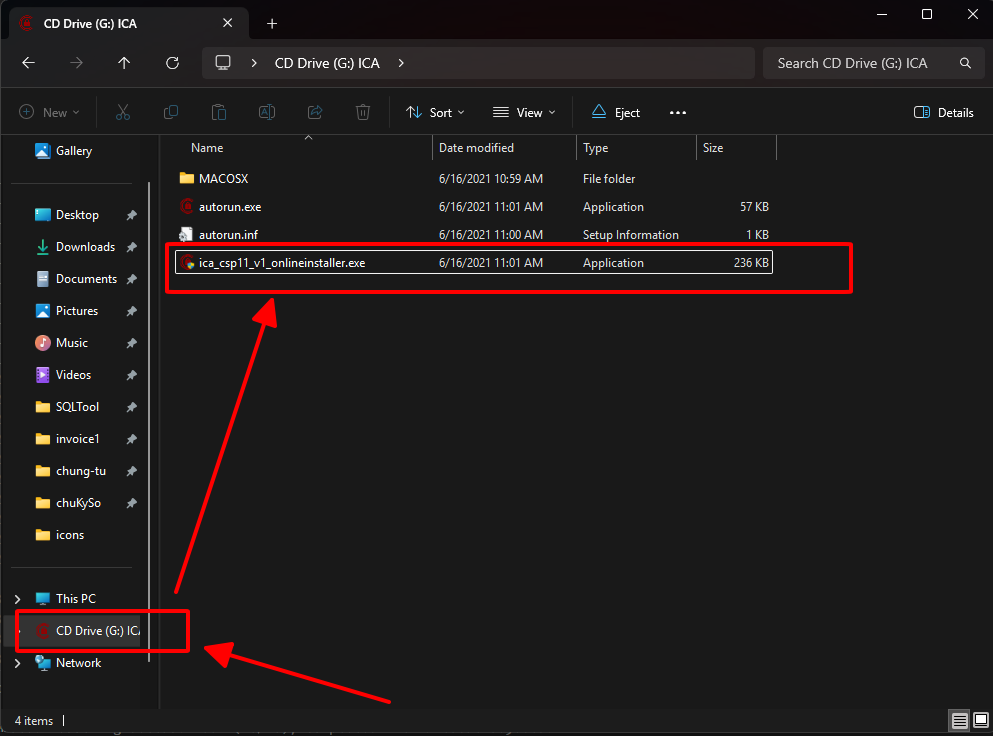 CD Drive (G:) ICA
CD Drive (G:) ICA
Search CD Drive (G:) ICA
New
Sort
View
Eject
Details
Gallery
Desktop
Downloads
Documents
Pictures
Music
Videos
SQLTool
invoice1
chung-tu
chuKySo
icons
This PC
CD Drive (G:) IC
Network
Name Date modified Type Size
MACOSX 6/16/2021 10:59 AM File folder
autorun.exe 6/16/2021 11:01 AM Application 57 KB
autorun.inf 6/16/2021 11:00 AM Setup Information 1 KB
ica_csp11_v1_onlineinstaller.exe 6/16/2021 11:01 AM Application 236 KB
4 items